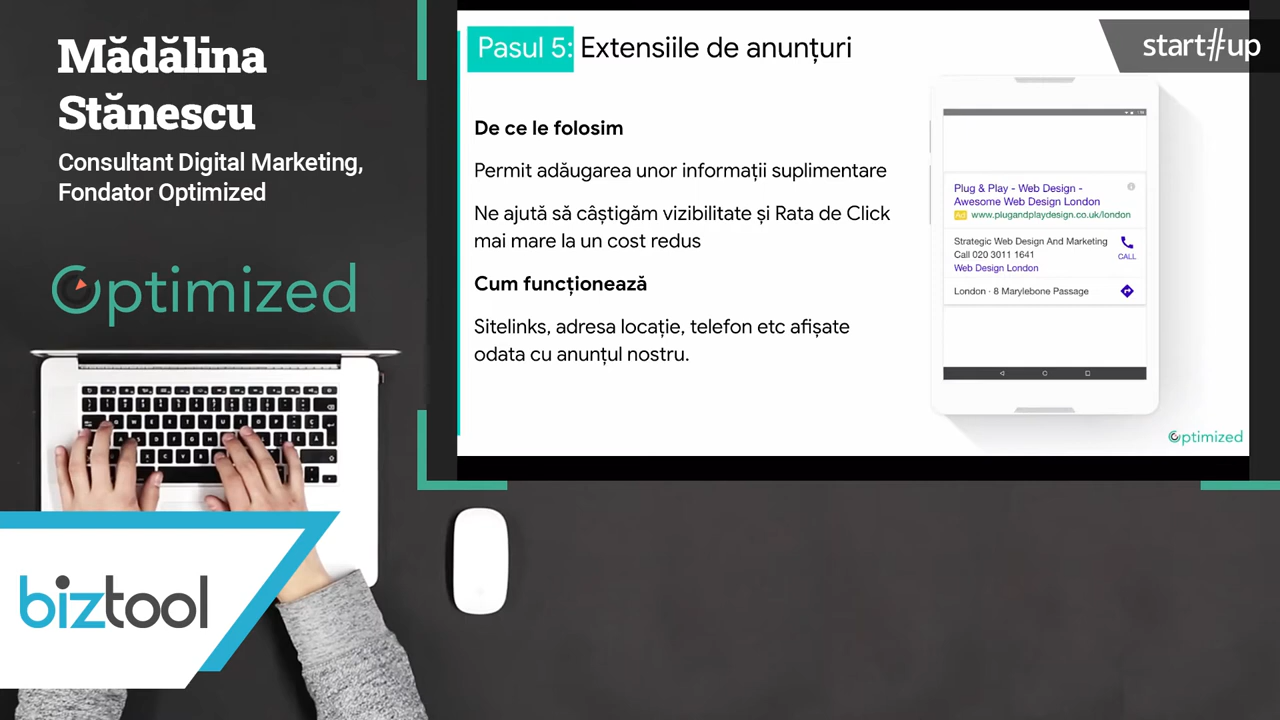 Mădălina
Stănescu
Consultant Digital Marketing,
Fondator Optimized
Optimized
biztool
start#up
Pasul 5: Extensiile de anunțuri
De ce le folosim
Permit adăugarea unor informații suplimentare
Ne ajută să câștigăm vizibilitate și Rata de Click
mai mare la un cost redus
Cum funcționează
Sitelinks, adresa locație, telefon etc afișate
odata cu anunțul nostru.
Plug & Play - Web Design -
Awesome Web Design London
Ad www.plugandplaydesign.co.uk/london
Strategic Web Design And Marketing
Call 020 3011 1641
CALL
Web Design London
London · 8 Marylebone Passage
Optimized